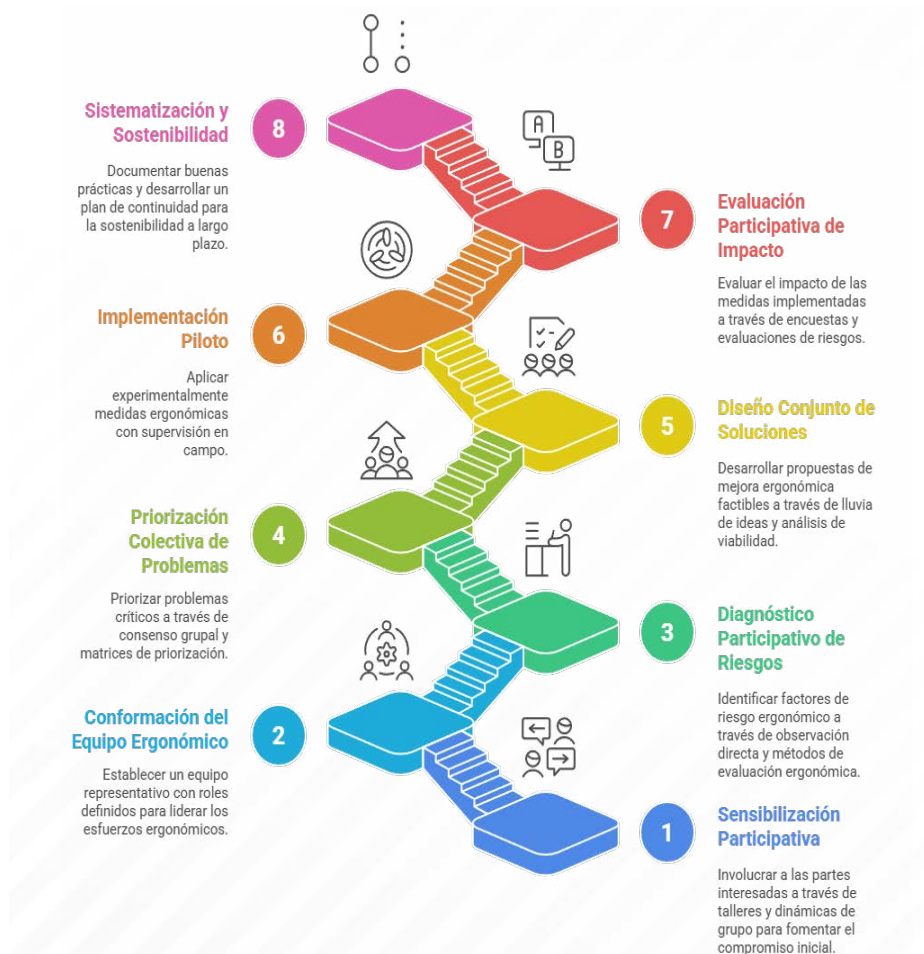 Sistematización y
Sostenibilidad
8
Documentar buenas
prácticas y desarrollar un
plan de continuidad para
la sostenibilidad a largo
plazo.
A
B
7
Evaluación
Participativa de
Impacto
Evaluar el impacto de las
medidas implementadas
a través de encuestas y
evaluaciones de riesgos.
Implementación
Piloto
6
Aplicar
experimentalmente
medidas ergonómicas
con supervisión en
campo.
5
Diseño Conjunto de
Soluciones
Desarrollar propuestas de
mejora ergonómica
factibles a través de lluvia
de ideas y análisis de
viabilidad.
Priorización
Colectiva de
Problemas
4
Priorizar problemas
críticos a través de
consenso grupal y
matrices de priorización.
3
Diagnóstico
Participativo de
Riesgos
Identificar factores de
riesgo ergonómico a
través de observación
directa y métodos de
evaluación ergonómica.
Conformación del
Equipo Ergonómico
2
Establecer un equipo
representativo con roles
definidos para liderar los
esfuerzos ergonómicos.
1
Sensibilización
Participativa
Involucrar a las partes
interesadas a través de
talleres y dinámicas de
grupo para fomentar el
compromiso inicial.